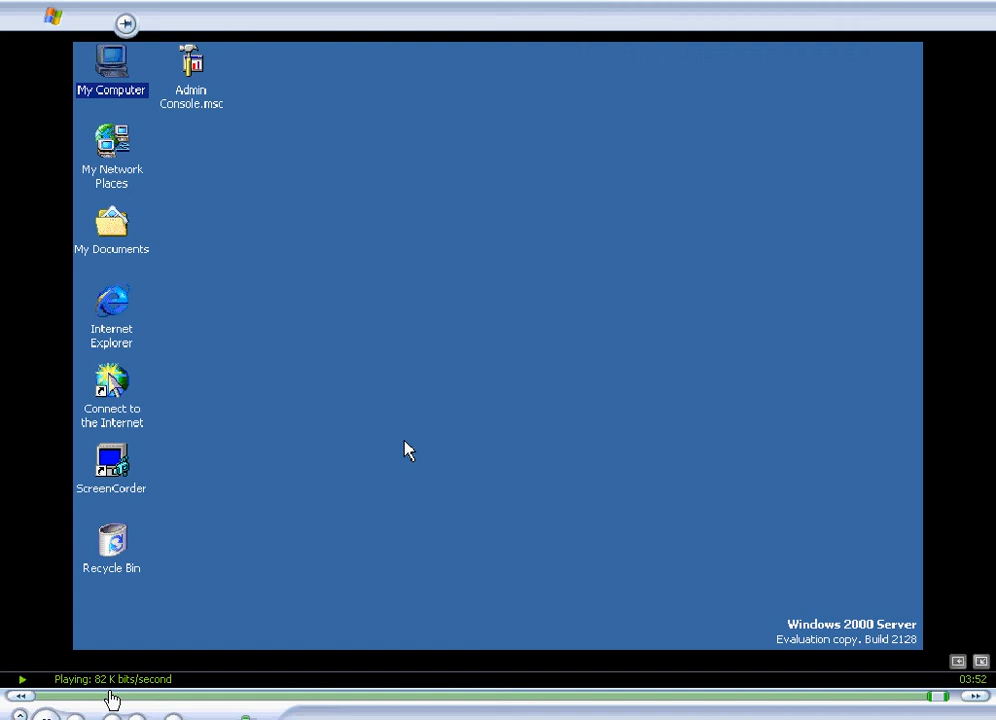 My Computer
Admin
Console.msc
My Network
Places
My Documents
Internet
Explorer
Connect to
the Internet
ScreenCorder
Recycle Bin
Windows 2000 Server
Evaluation copy. Build 2128
Playing: 82 K bits/second
03:52